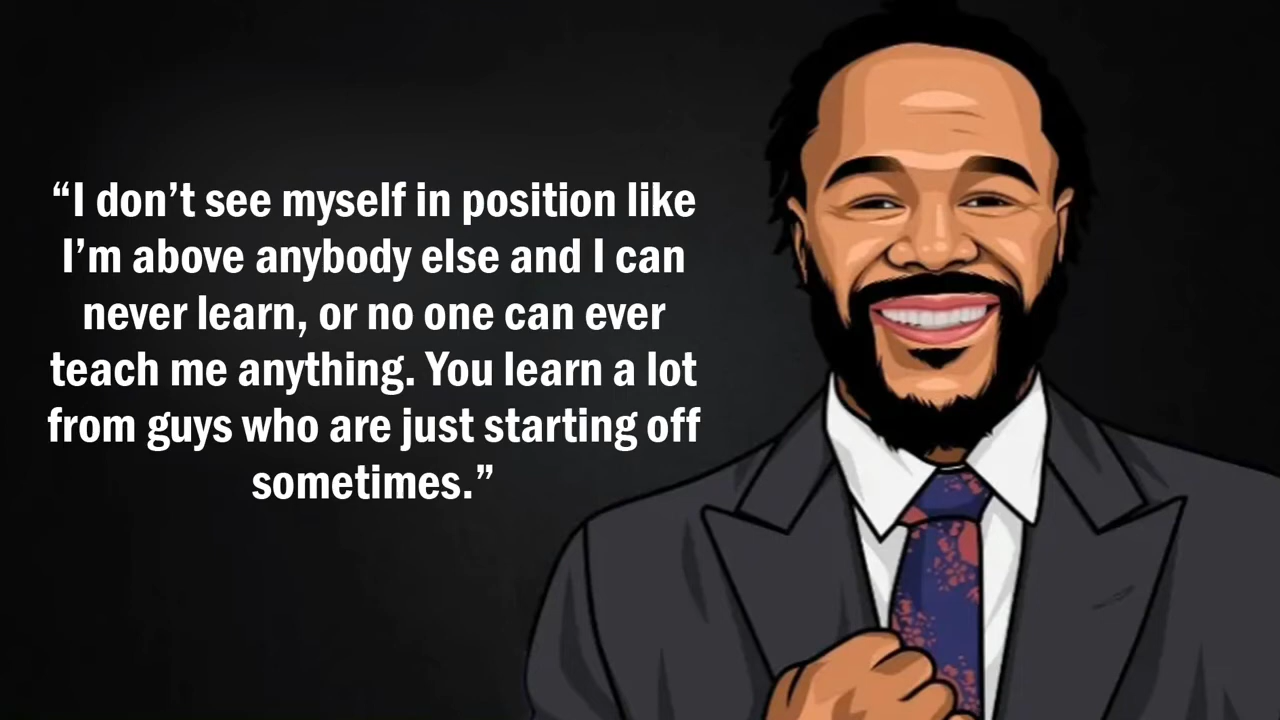 “I don’t see myself in position like
I’m above anybody else and I can
never learn, or no one can ever
teach me anything. You learn a lot
from guys who are just starting off
sometimes.”